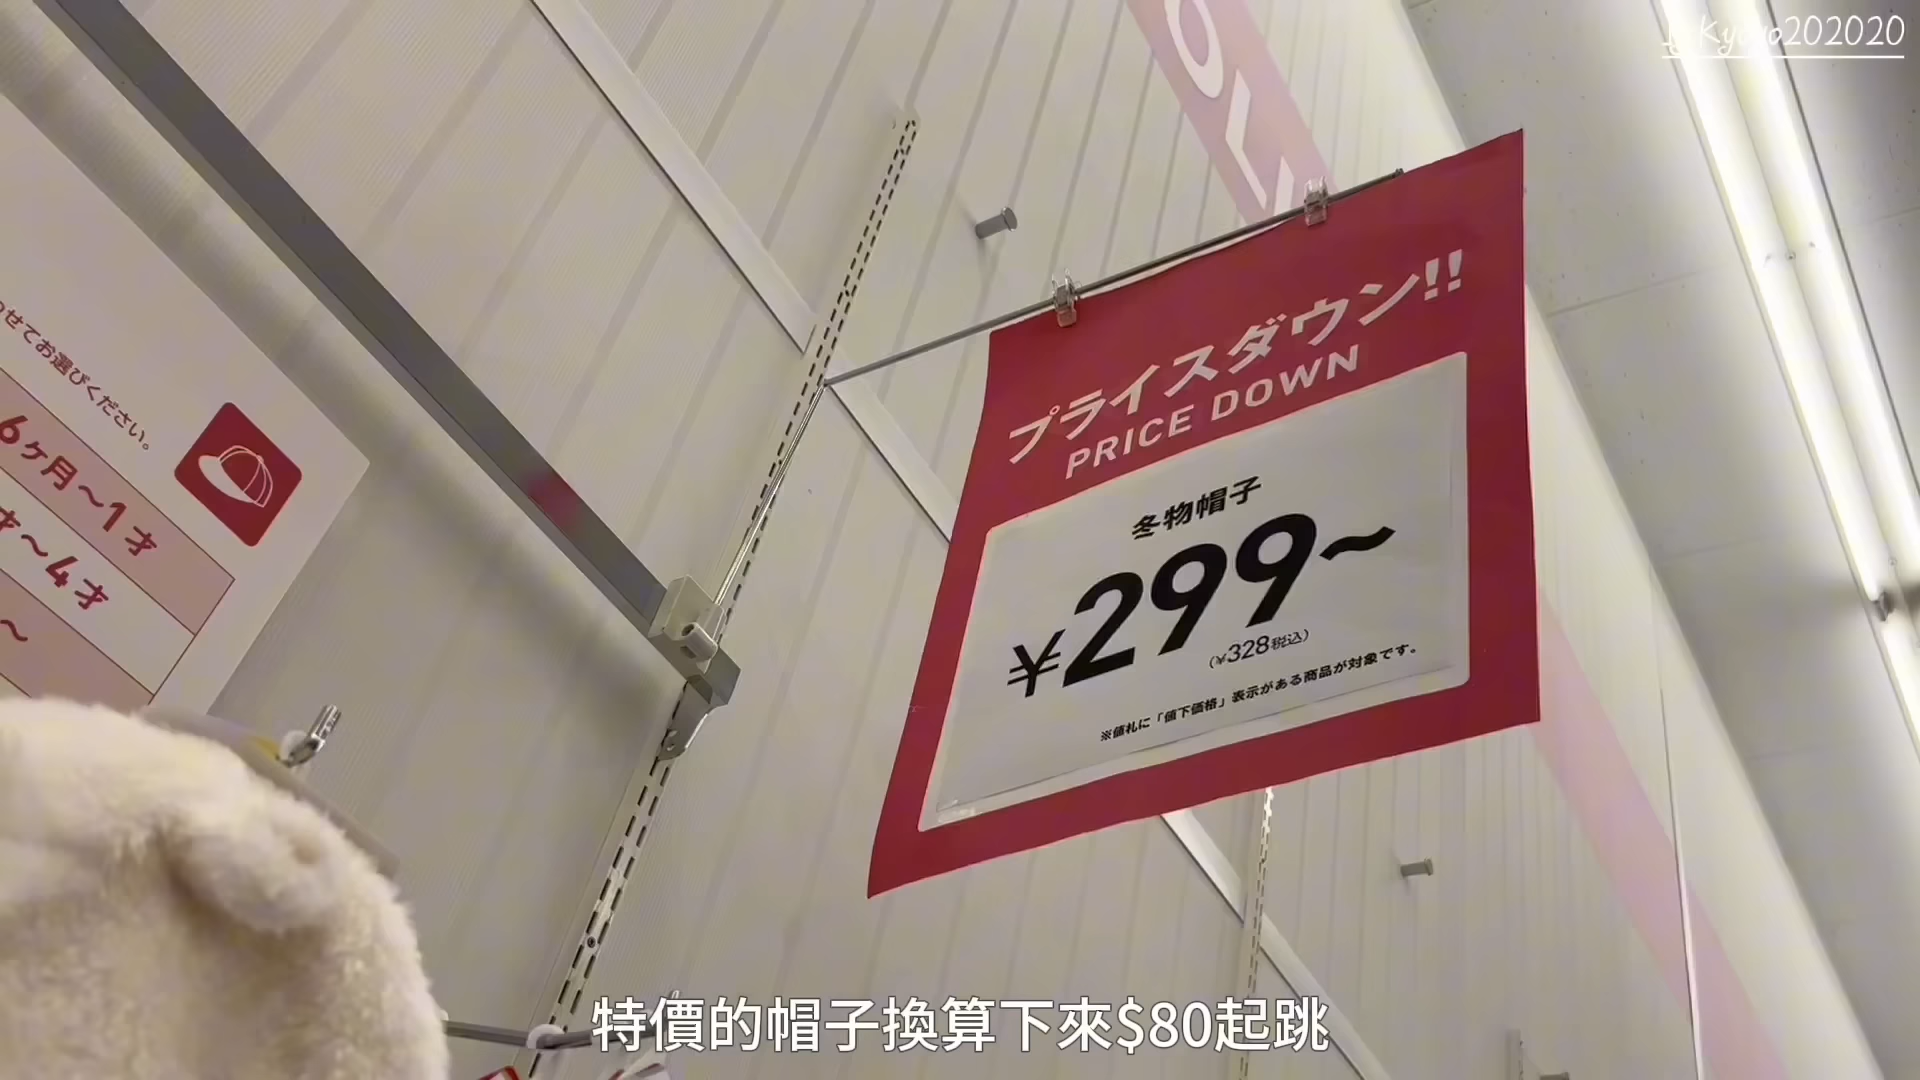 Kyoyo202020
プライスダウン!!
PRICE DOWN
冬物帽子
¥299~
(¥328税込)
※値札に「値下価格」表示がある商品が対象です。
せてお選びください。
6ヶ月~1才
才~4才
~
特價的帽子換算下來$80起跳